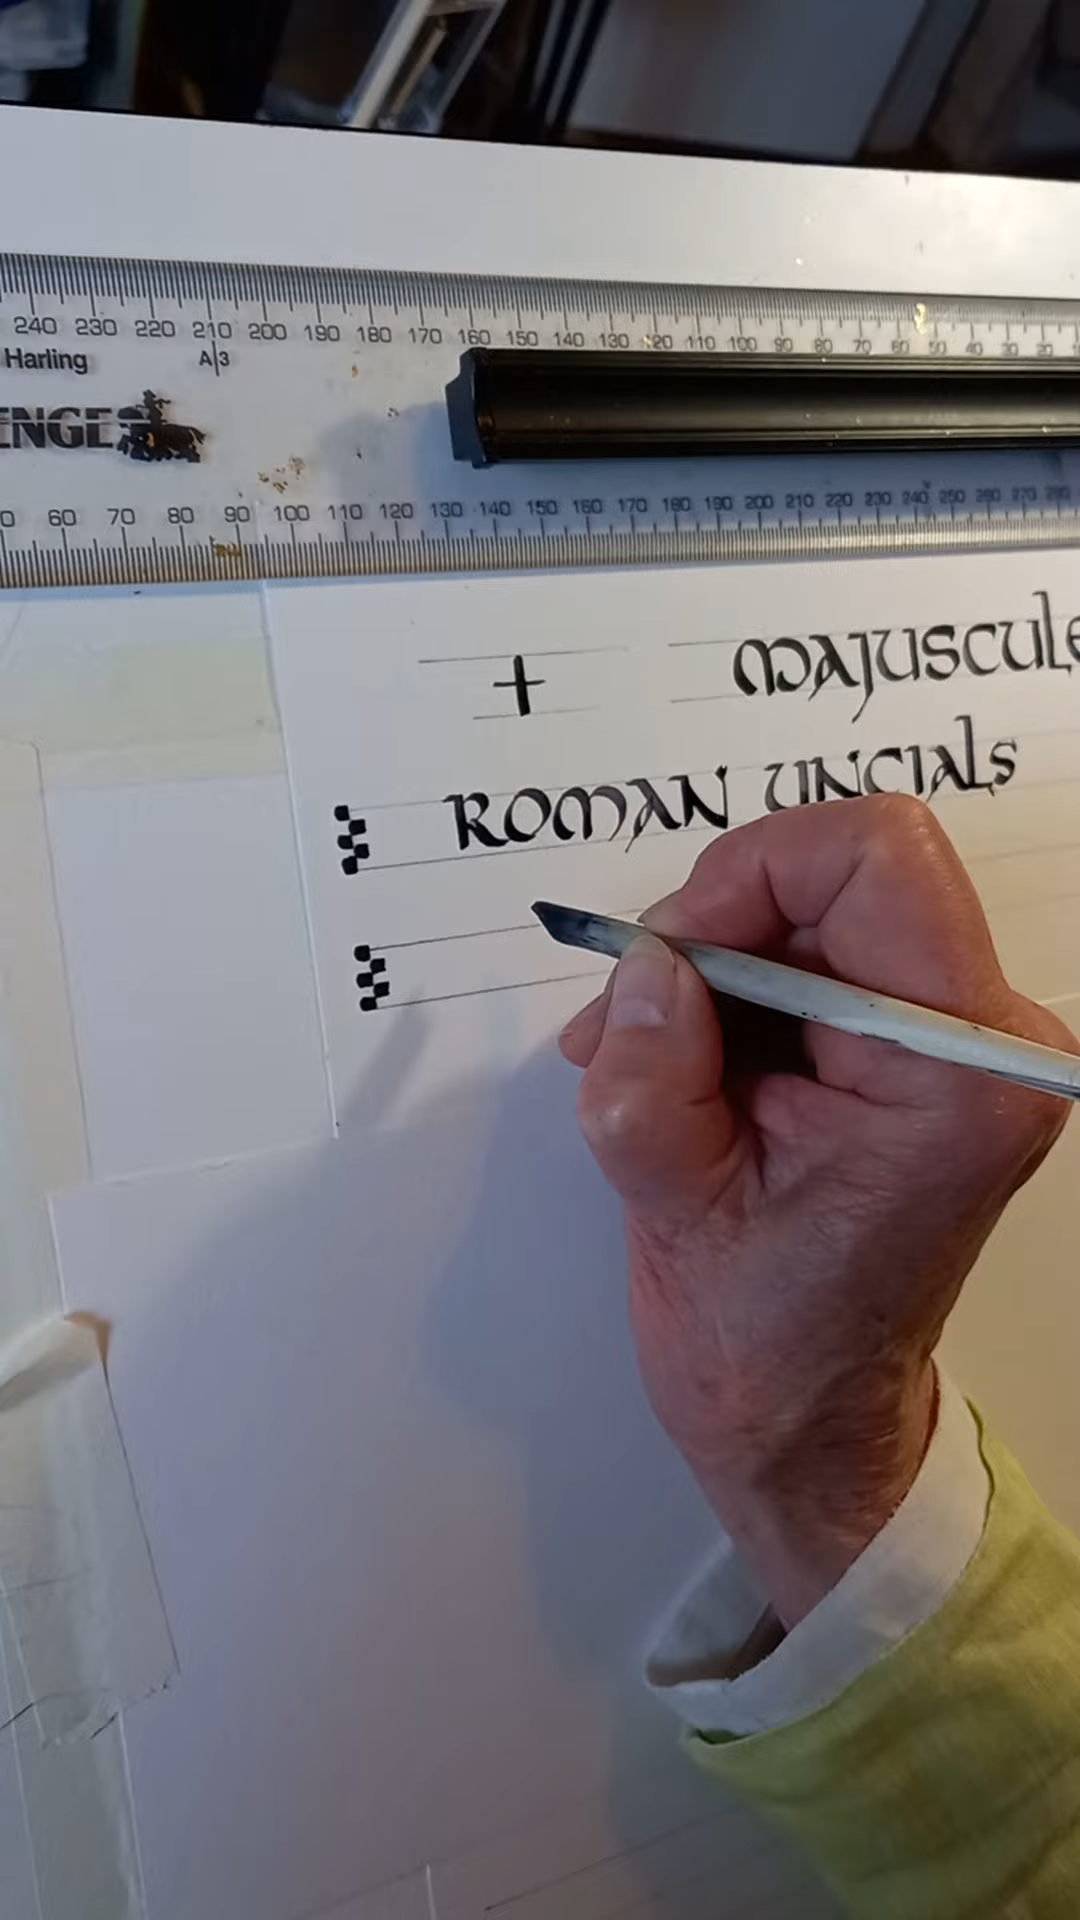 240 230 220 210 200 190 180 170 160 150 140 130 120 110 100 90 80 70 60 50 40 30 20
Harling A|3
ENGE
0 60 70 80 90 100 110 120 130 140 150 160 170 180 190 200 210 220 230 240 250 260 270 280
+ MAJUSCULE
ROMAN UNCIALS